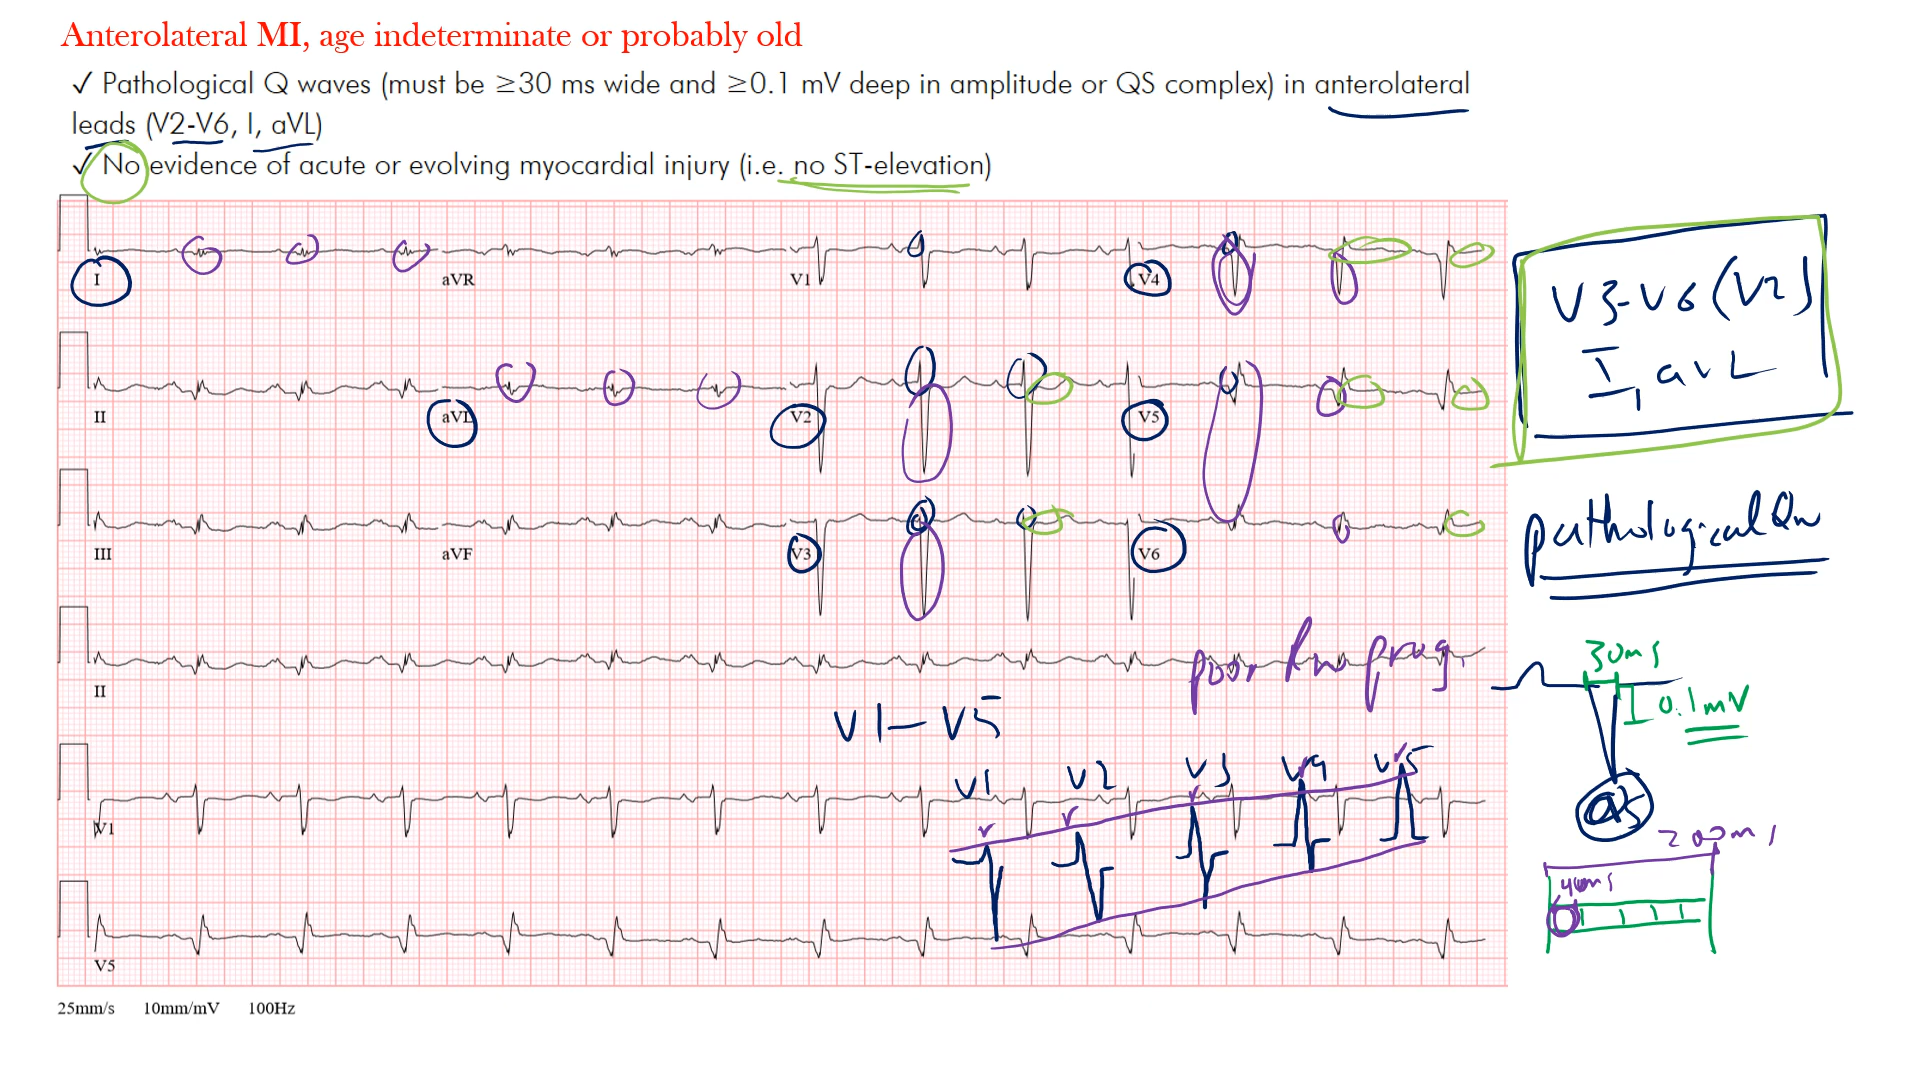 Anterolateral MI, age indeterminate or probably old
✓ Pathological Q waves (must be ≥30 ms wide and ≥0.1 mV deep in amplitude or QS complex) in anterolateral
leads (V2-V6, I, aVL)
✓ No evidence of acute or evolving myocardial injury (i.e. no ST-elevation)
I aVR V1 V4
II aVL V2 V5
III aVF V3 V6
II
V1
V5
25mm/s 10mm/mV 100Hz
V3-V6 (V2)
I, aVL
pathological Qw
30ms
0.1mV
QS
200ms
40ms
poor Rw prog.
V1-V5
V1 V2 V3 V4 V5
r r r r r